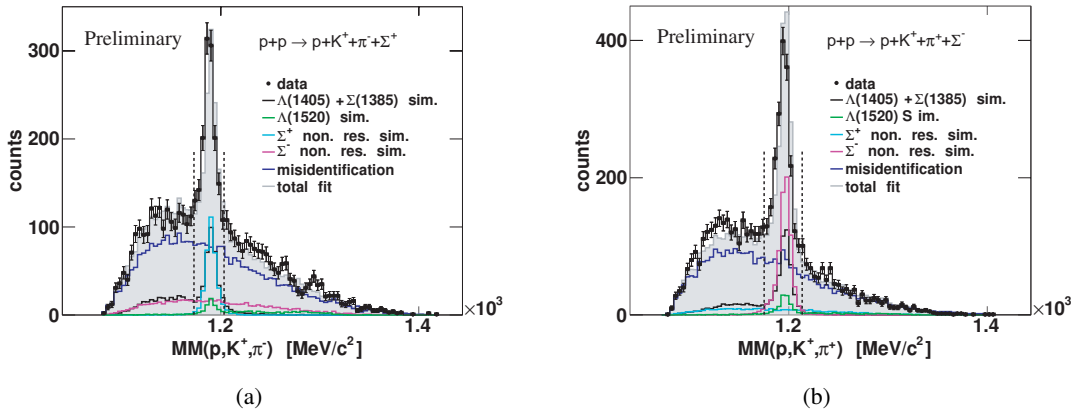 Preliminary
p+p → p+K⁺+π⁻+Σ⁺
data
Λ(1405) + Σ(1385) sim.
Λ(1520) sim.
Σ⁺ non. res. sim.
Σ⁻ non. res. sim.
misidentification
total fit
counts
300
200
100
0
1.2
1.4
×10³
MM(p,K⁺,π⁻) [MeV/c²]
(a)
Preliminary
p+p → p+K⁺+π⁺+Σ⁻
data
Λ(1405) + Σ(1385) sim.
Λ(1520) S im.
Σ⁺ non. res. sim.
Σ⁻ non. res. sim.
misidentification
total fit
counts
400
200
0
1.2
1.4
×10³
MM(p,K⁺,π⁺) [MeV/c²]
(b)